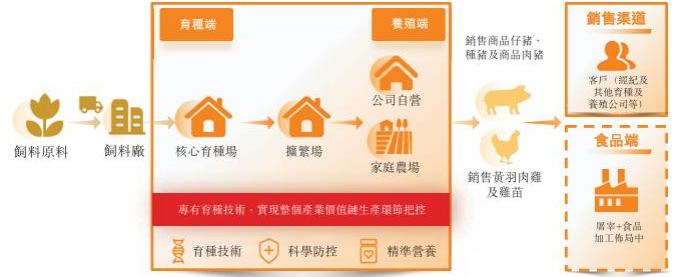 育種端
養殖端
銷售商品仔豬、
種豬及商品肉豬
銷售渠道
客戶（經紀及
其他育種及
養殖公司等）
飼料原料
飼料廠
核心育種場
擴繁場
公司自營
家庭農場
銷售黃羽肉雞
及雞苗
食品端
屠宰+食品
加工佈局中
專有育種技術，實現整個產業價值鏈生產環節把控
育種技術
科學防控
精準營養